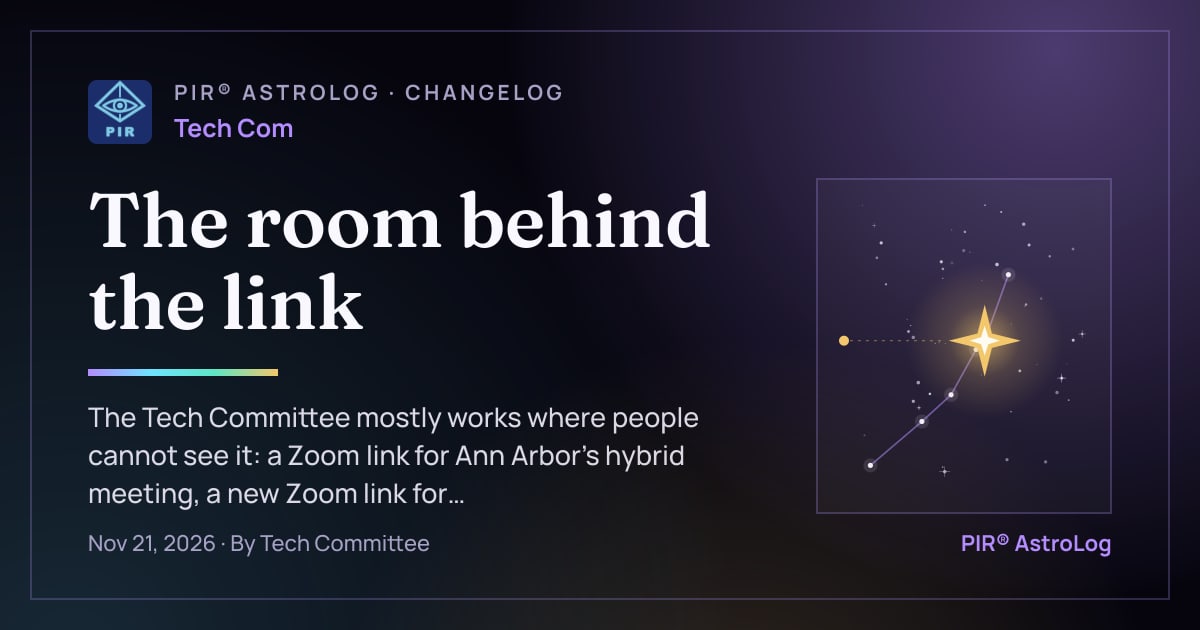 PIR® ASTROLOG · CHANGELOG
PIR
Tech Com
The room behind
the link
The Tech Committee mostly works where people
cannot see it: a Zoom link for Ann Arbor’s hybrid
meeting, a new Zoom link for…
Nov 21, 2026 · By Tech Committee
PIR® AstroLog